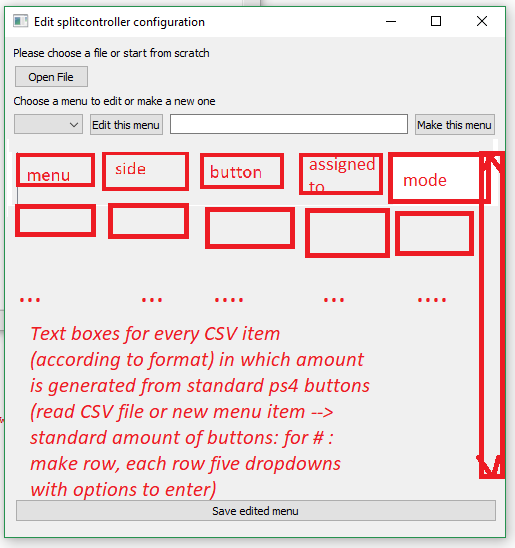 Edit splitcontroller configuration
Please choose a file or start from scratch
Open File
Choose a menu to edit or make a new one
Edit this menu Make this menu
menu side button assigned to mode
... ... .... ... ....
Text boxes for every CSV item
(according to format) in which amount
is generated from standard ps4 buttons
(read CSV file or new menu item -->
standard amount of buttons: for # :
make row, each row five dropdowns
with options to enter)
Save edited menu